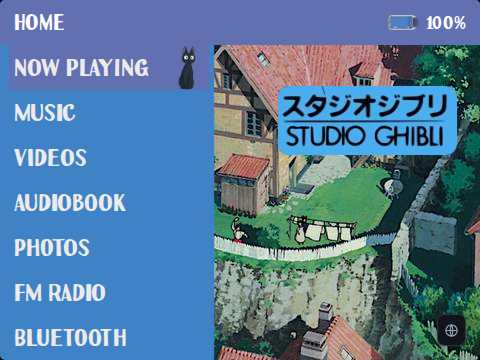 HOME
100%
NOW PLAYING
MUSIC
VIDEOS
AUDIOBOOK
PHOTOS
FM RADIO
BLUETOOTH
スタジオジブリ
STUDIO GHIBLI